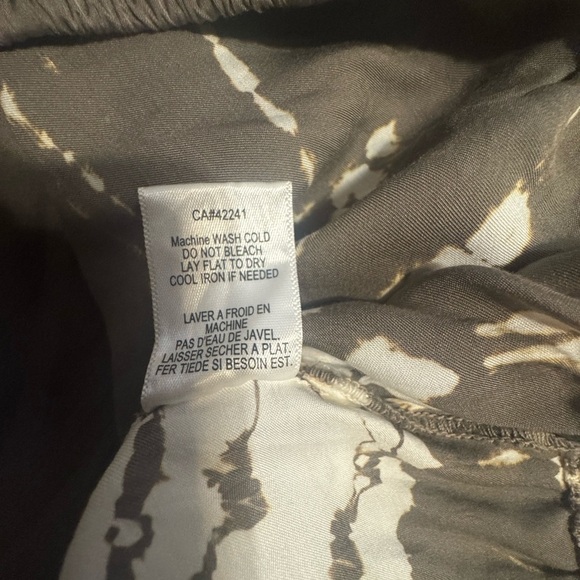 CA#42241
Machine WASH COLD
DO NOT BLEACH
LAY FLAT TO DRY
COOL IRON IF NEEDED
LAVER A FROID EN
MACHINE
PAS D'EAU DE JAVEL.
LAISSER SECHER A PLAT.
FER TIEDE SI BESOIN EST.